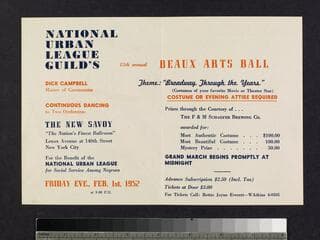 NATIONAL
URBAN
LEAGUE
GUILD'S
DICK CAMPBELL
Master of Ceremonies
CONTINUOUS DANCING
to Two Orchestras
THE NEW SAVOY
"The Nation's Finest Ballroom"
Lenox Avenue at 140th Street
New York City
For the Benefit of the
NATIONAL URBAN LEAGUE
for Social Service Among Negroes
FRIDAY EVE., FEB. 1st, 1952
at 9:00 P.M.
annual BEAUX ARTS BALL
Theme: "Broadway Through the Years."
(Costumes of your favorite Movie or Theatre Star)
COSTUME OR EVENING ATTIRE REQUIRED
Prizes through the Courtesy of . . .
THE F & M SCHAEFER BREWING CO.
awarded for:
Most Authentic Costume . . . $100.00
Most Beautiful Costume . . . 100.00
Mystery Prize . . . 50.00
GRAND MARCH BEGINS PROMPTLY AT
MIDNIGHT
Advance Subscription $2.50 (Incl. Tax)
Tickets at Door $3.00
For Tickets Call: Bettie Jayne Everett—WAtkins